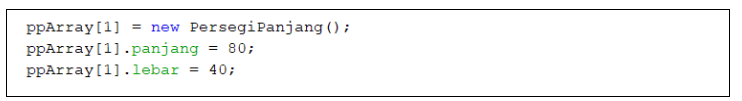 ppArray[1] = new PersegiPanjang();
ppArray[1].panjang = 80;
ppArray[1].lebar = 40;